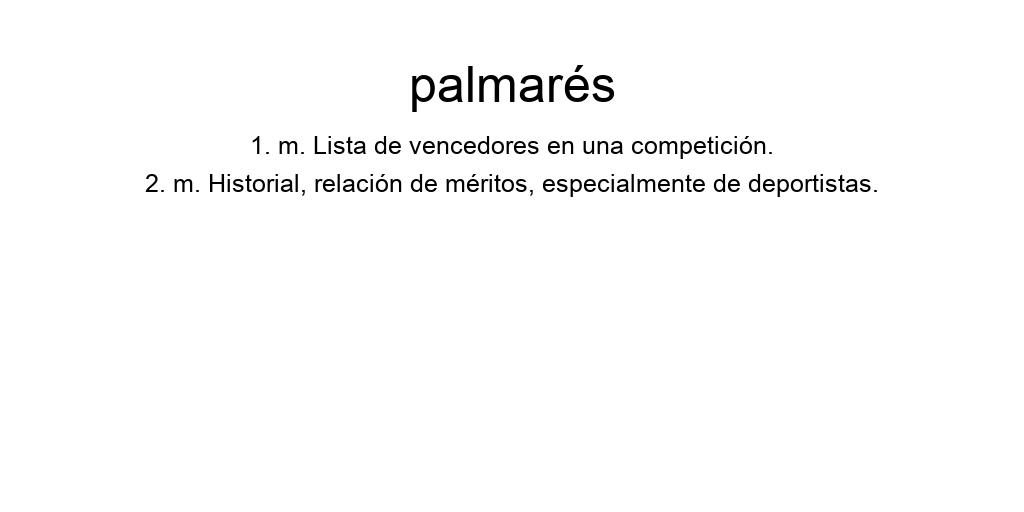 palmarés
1. m. Lista de vencedores en una competición.
2. m. Historial, relación de méritos, especialmente de deportistas.